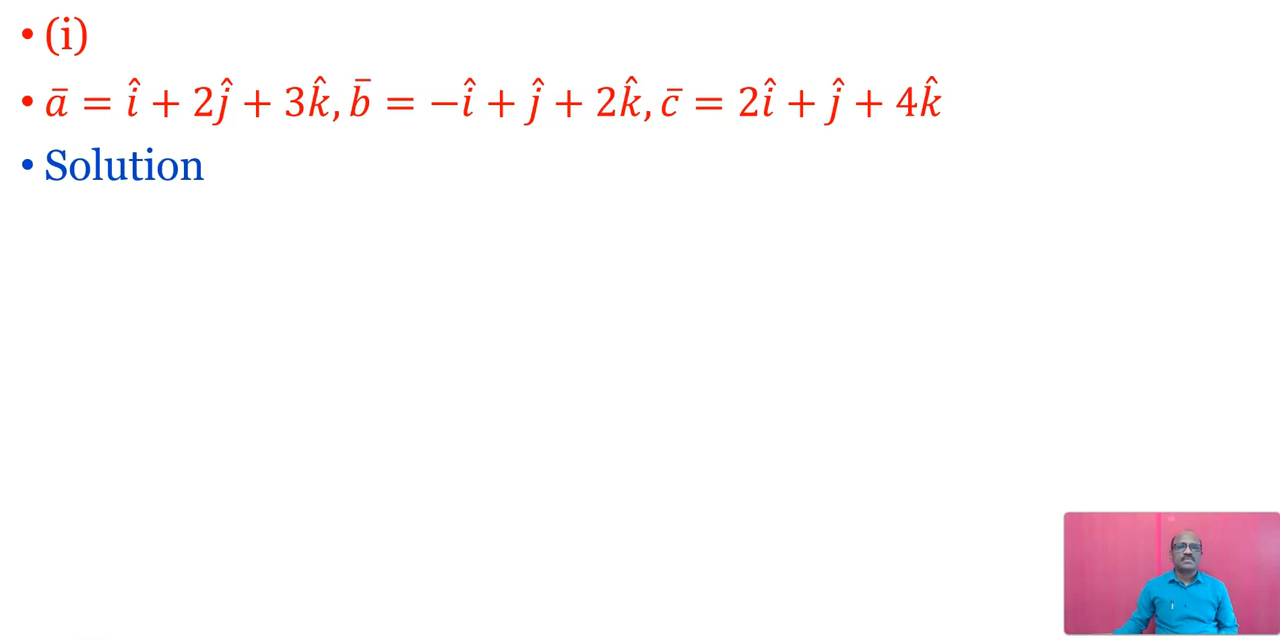 • (i)
• a̅ = î + 2ĵ + 3k̂, b̅ = −î + ĵ + 2k̂, c̅ = 2î + ĵ + 4k̂
• Solution